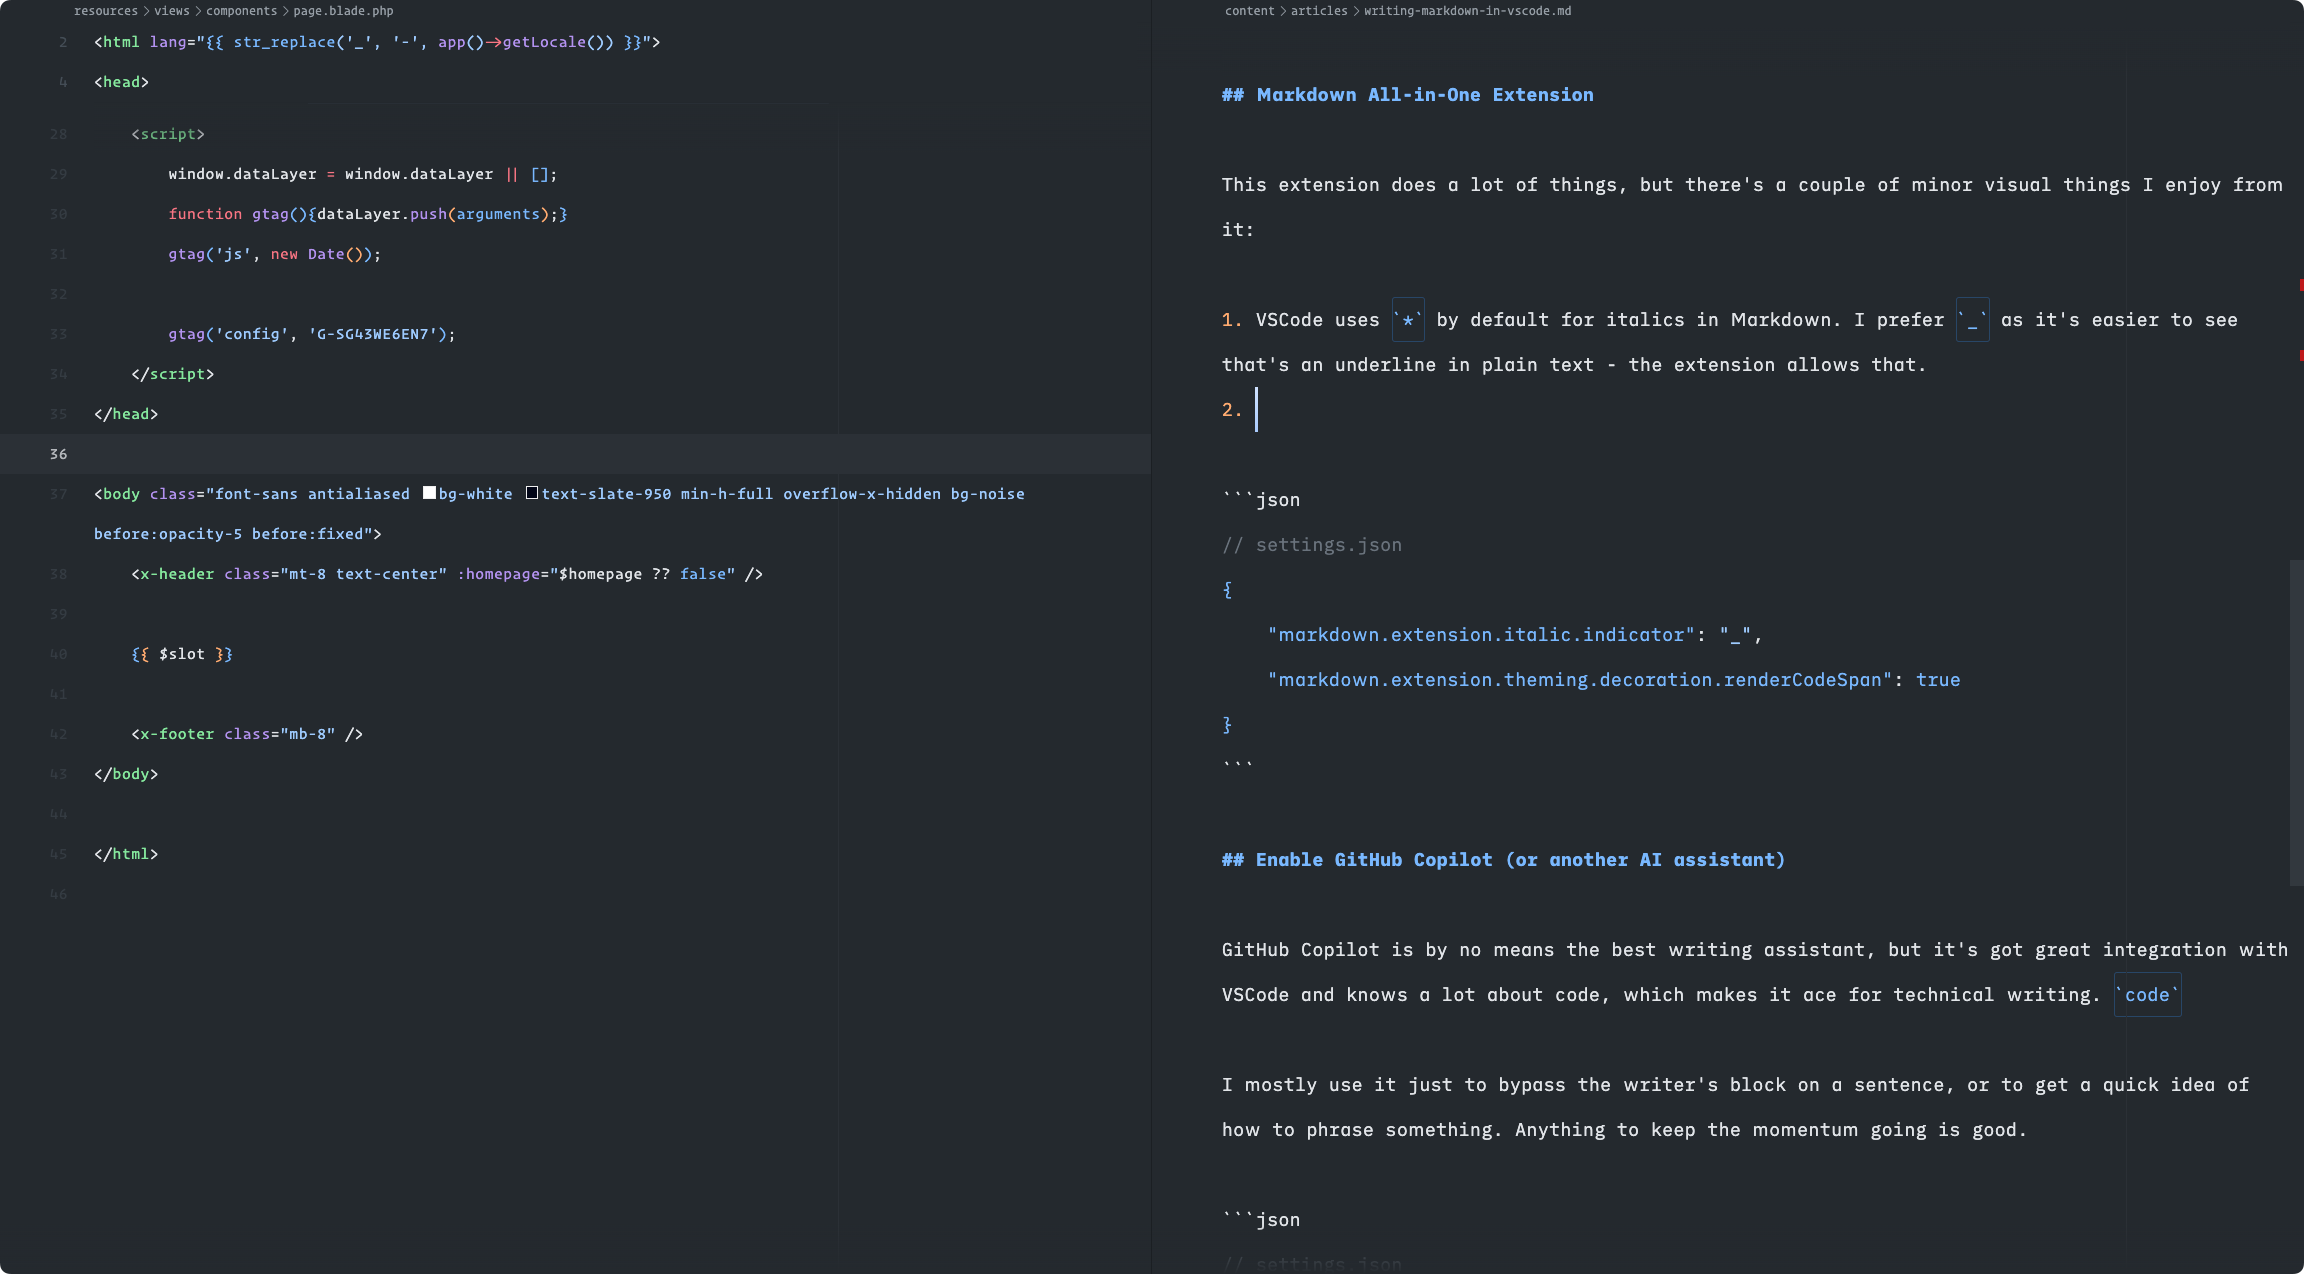 resources > views > components > page.blade.php
2 <html lang="{{ str_replace('_', '-', app()->getLocale()) }}">
4 <head>
28 <script>
29 window.dataLayer = window.dataLayer || [];
30 function gtag(){dataLayer.push(arguments);}
31 gtag('js', new Date());
32
33 gtag('config', 'G-SG43WE6EN7');
34 </script>
35 </head>
36
37 <body class="font-sans antialiased bg-white text-slate-950 min-h-full overflow-x-hidden bg-noise
before:opacity-5 before:fixed">
38 <x-header class="mt-8 text-center" :homepage="$homepage ?? false" />
39
40 {{ $slot }}
41
42 <x-footer class="mb-8" />
43 </body>
44
45 </html>
46
content > articles > writing-markdown-in-vscode.md
## Markdown All-in-One Extension
This extension does a lot of things, but there's a couple of minor visual things I enjoy from
it:
1. VSCode uses `*` by default for italics in Markdown. I prefer `_` as it's easier to see
that's an underline in plain text - the extension allows that.
2.
```json
// settings.json
{
"markdown.extension.italic.indicator": "_",
"markdown.extension.theming.decoration.renderCodeSpan": true
}
```
## Enable GitHub Copilot (or another AI assistant)
GitHub Copilot is by no means the best writing assistant, but it's got great integration with
VSCode and knows a lot about code, which makes it ace for technical writing. `code`
I mostly use it just to bypass the writer's block on a sentence, or to get a quick idea of
how to phrase something. Anything to keep the momentum going is good.
```json
// settings.json